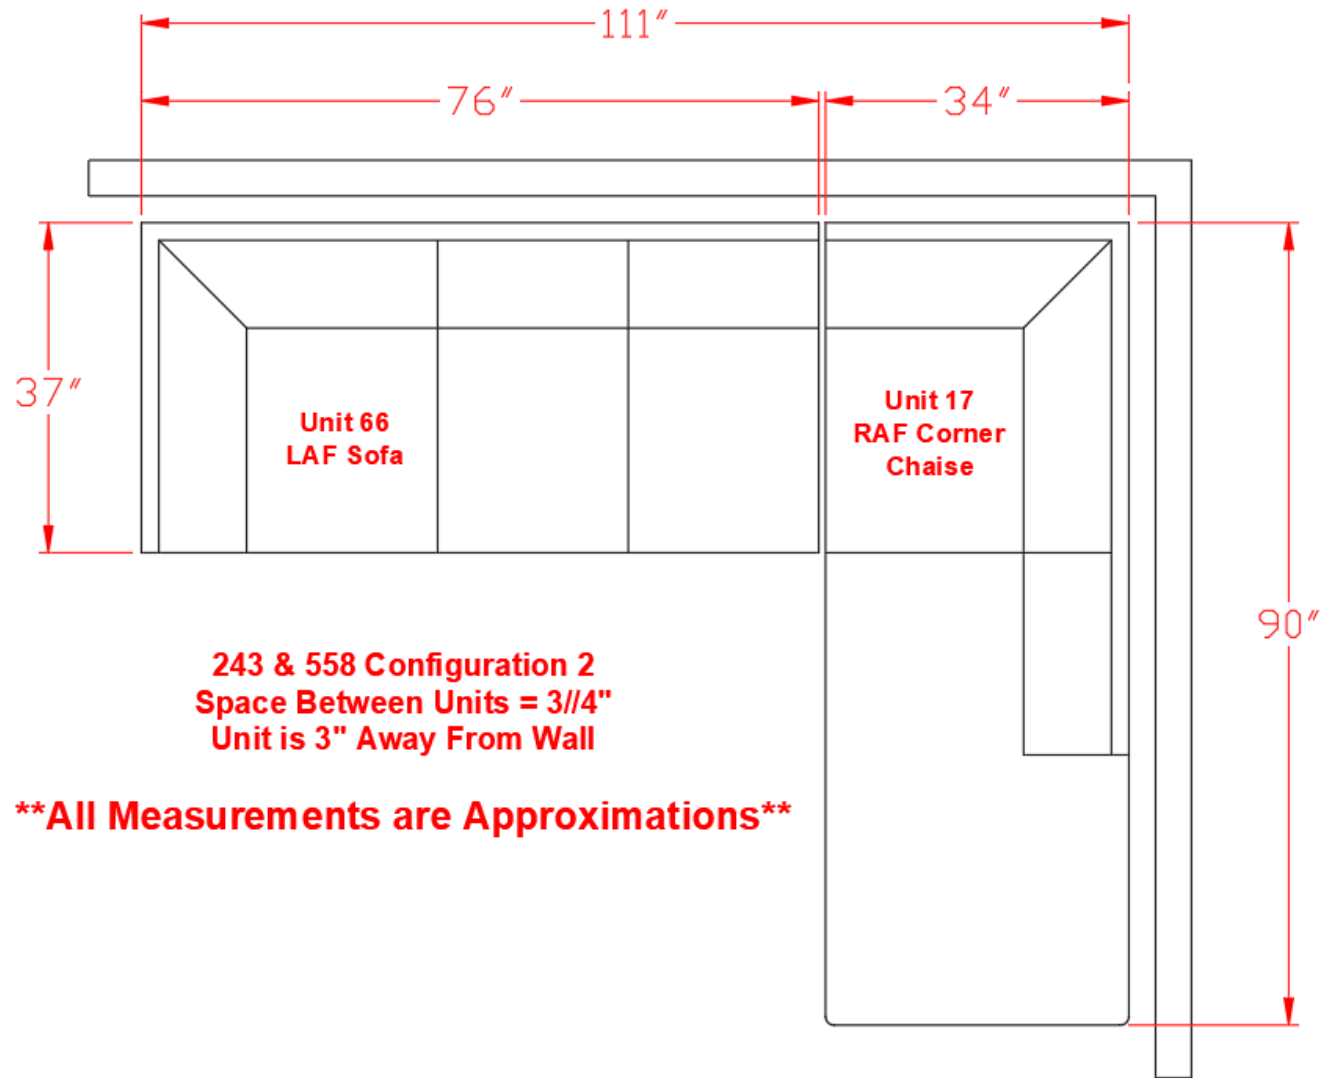 111"
76"
34"
37"
Unit 66
LAF Sofa
Unit 17
RAF Corner
Chaise
90"
243 & 558 Configuration 2
Space Between Units = 3//4"
Unit is 3" Away From Wall
**All Measurements are Approximations**